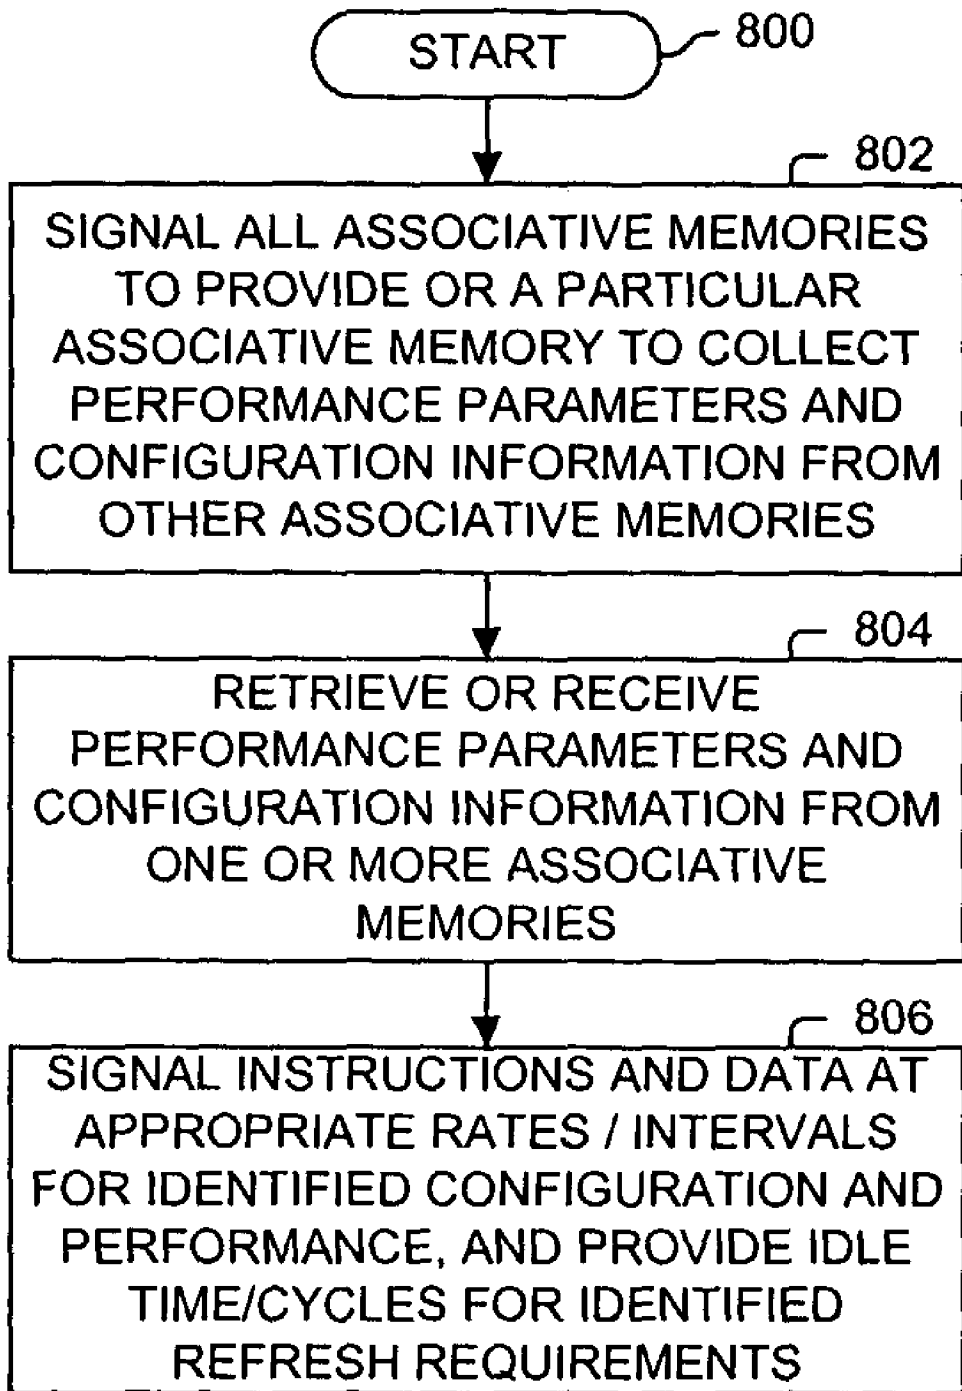 START
800
802
SIGNAL ALL ASSOCIATIVE MEMORIES
TO PROVIDE OR A PARTICULAR
ASSOCIATIVE MEMORY TO COLLECT
PERFORMANCE PARAMETERS AND
CONFIGURATION INFORMATION FROM
OTHER ASSOCIATIVE MEMORIES
804
RETRIEVE OR RECEIVE
PERFORMANCE PARAMETERS AND
CONFIGURATION INFORMATION FROM
ONE OR MORE ASSOCIATIVE
MEMORIES
806
SIGNAL INSTRUCTIONS AND DATA AT
APPROPRIATE RATES / INTERVALS
FOR IDENTIFIED CONFIGURATION AND
PERFORMANCE, AND PROVIDE IDLE
TIME/CYCLES FOR IDENTIFIED
REFRESH REQUIREMENTS